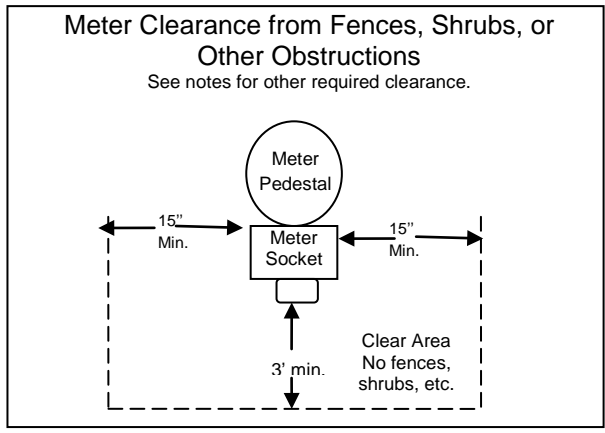 Meter Clearance from Fences, Shrubs, or
Other Obstructions
See notes for other required clearance.
Meter
Pedestal
15”
Min.
Meter
Socket
15”
Min.
3’ min.
Clear Area
No fences,
shrubs, etc.